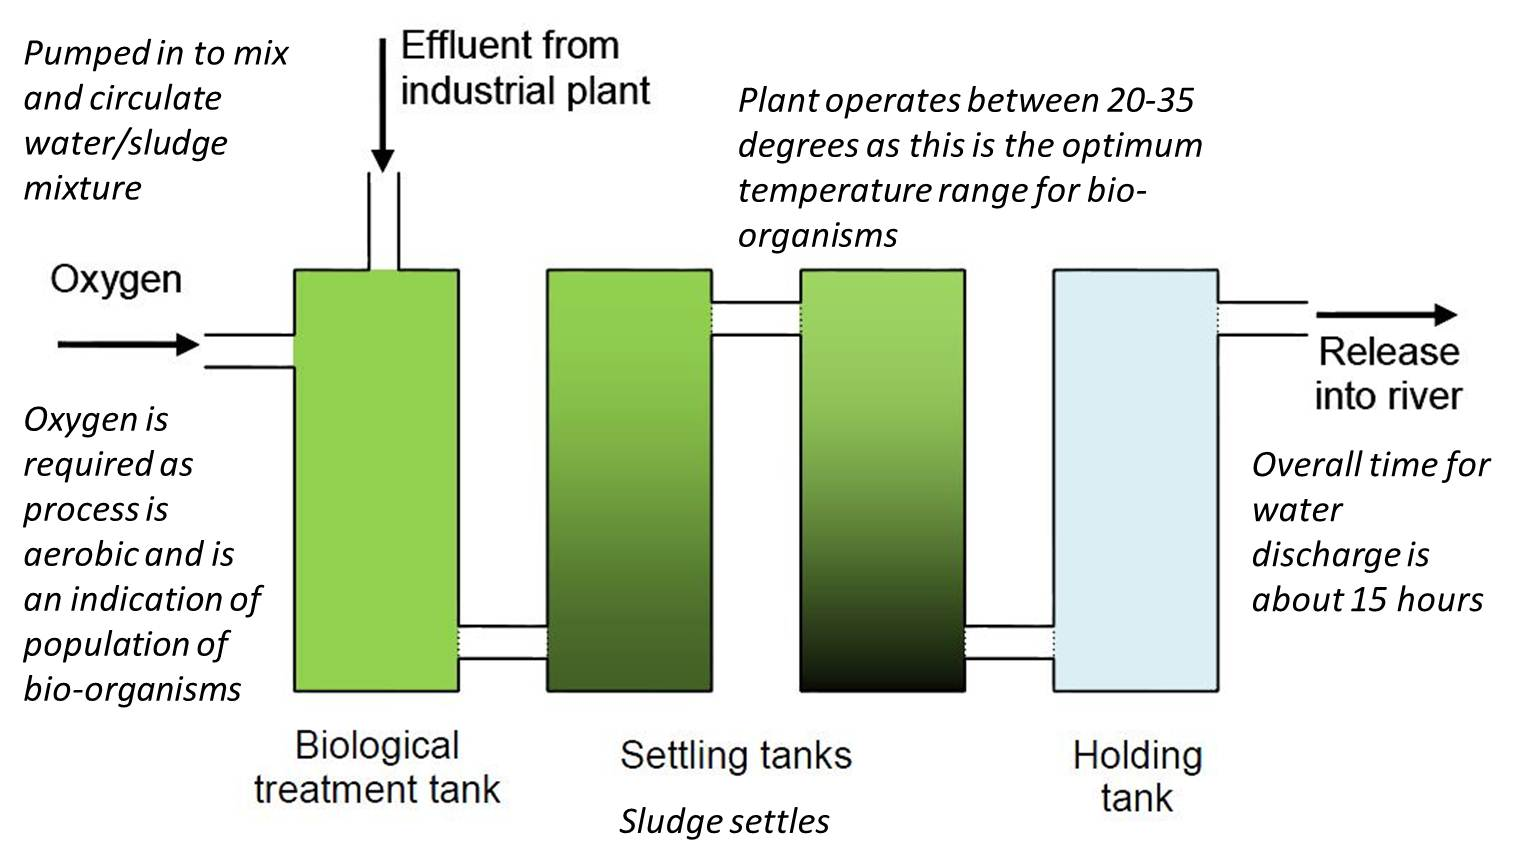 Pumped in to mix
and circulate
water/sludge
mixture
Effluent from
industrial plant
Plant operates between 20-35
degrees as this is the optimum
temperature range for bio-
organisms
Oxygen
Oxygen is
required as
process is
aerobic and is
an indication of
population of
bio-organisms
Release
into river
Overall time for
water
discharge is
about 15 hours
Biological
treatment tank
Settling tanks
Sludge settles
Holding
tank